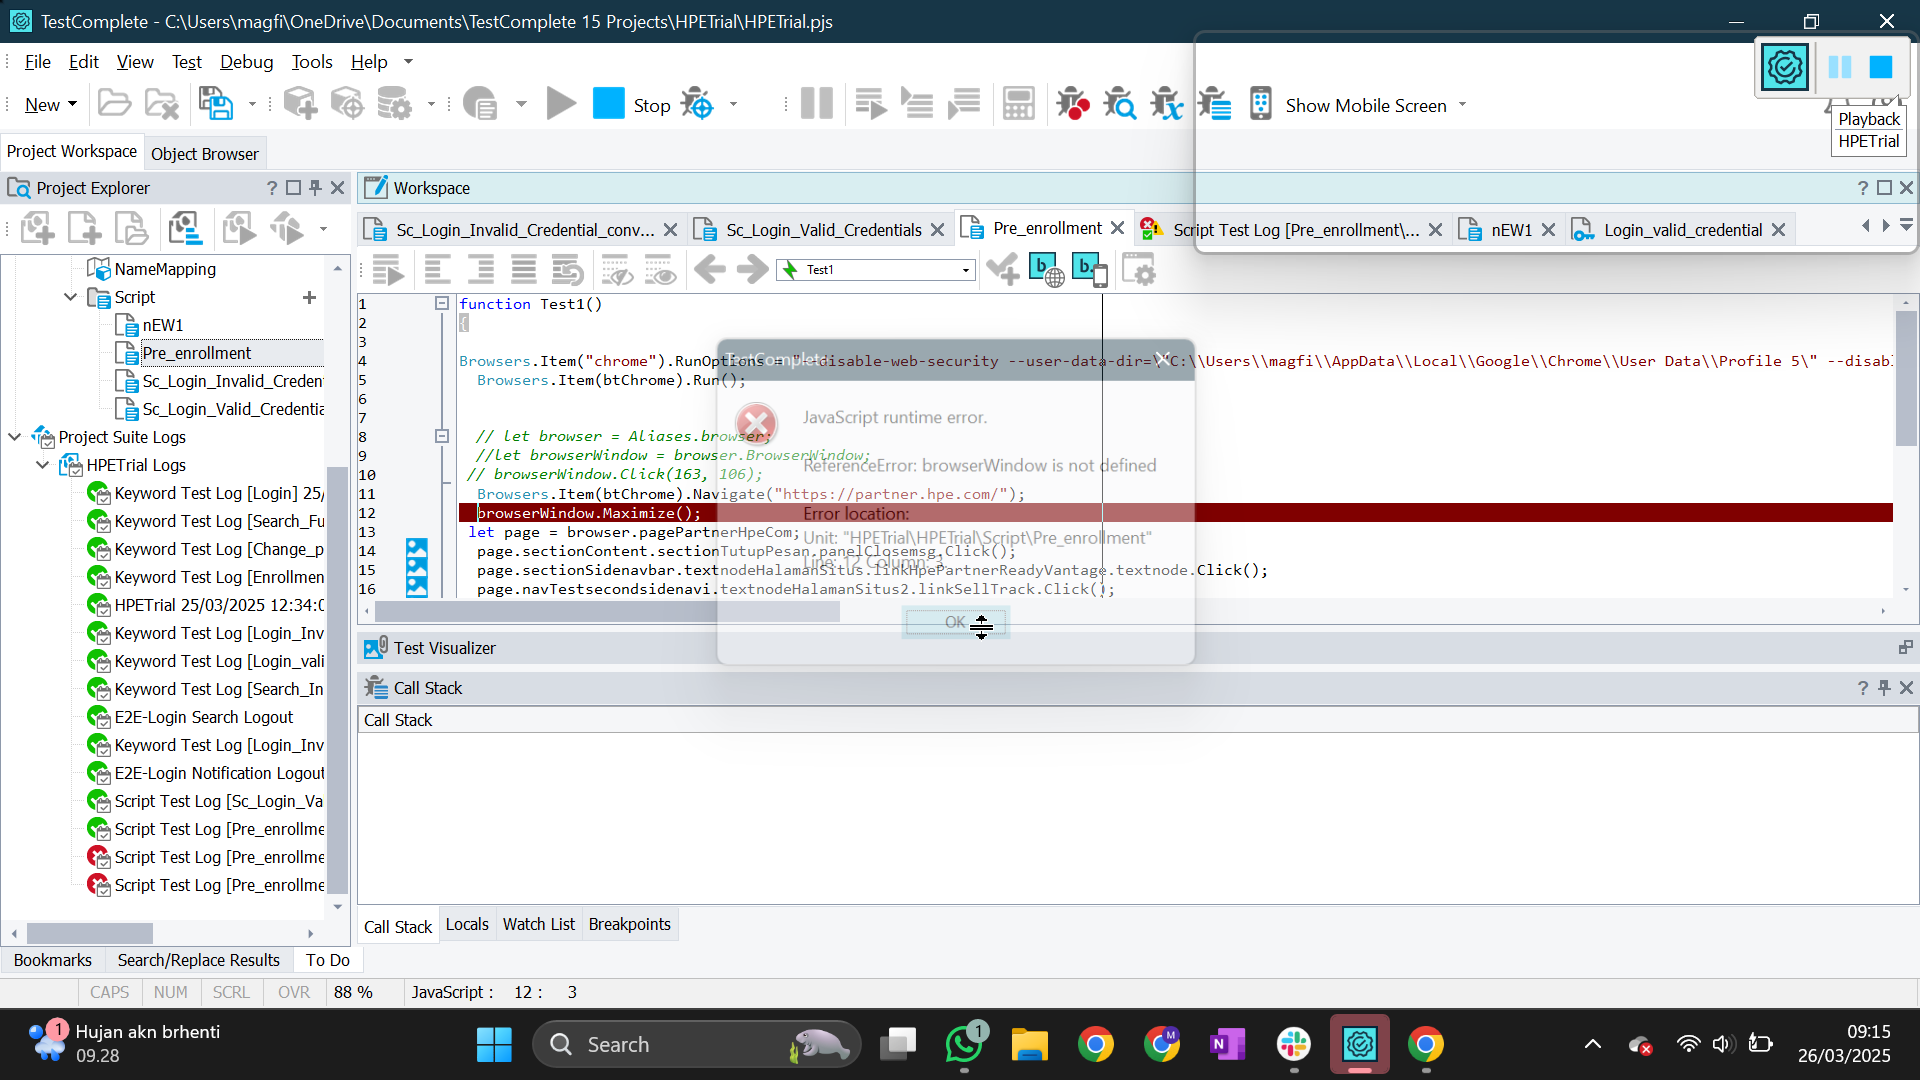 TestComplete - C:\Users\magfi\OneDrive\Documents\TestComplete 15 Projects\HPETrial\HPETrial.pjs
File Edit View Test Debug Tools Help
New Stop Show Mobile Screen
Playback
HPETrial
Project Workspace Object Browser
Project Explorer ?
Workspace ?
Sc_Login_Invalid_Credential_conv... Sc_Login_Valid_Credentials Pre_enrollment Script Test Log [Pre_enrollment\... nEW1 Login_valid_credential
Test1
NameMapping
Script
nEW1
Pre_enrollment
Sc_Login_Invalid_Creden
Sc_Login_Valid_Credentia
Project Suite Logs
HPETrial Logs
Keyword Test Log [Login] 25/
Keyword Test Log [Search_Fu
Keyword Test Log [Change_p
Keyword Test Log [Enrollmen
HPETrial 25/03/2025 12:34:0
Keyword Test Log [Login_Inv
Keyword Test Log [Login_vali
Keyword Test Log [Search_In
E2E-Login Search Logout
Keyword Test Log [Login_Inv
E2E-Login Notification Logout
Script Test Log [Sc_Login_Va
Script Test Log [Pre_enrollme
Script Test Log [Pre_enrollme
Script Test Log [Pre_enrollme
1 function Test1()
2 {
3
4 Browsers.Item("chrome").RunOptions = "--disable-web-security --user-data-dir=\"C:\\Users\\magfi\\AppData\\Local\\Google\\Chrome\\User Data\\Profile 5\" --disabl
5 Browsers.Item(btChrome).Run();
6
7
8 // let browser = Aliases.browser;
9 //let browserWindow = browser.BrowserWindow;
10 // browserWindow.Click(163, 106);
11 Browsers.Item(btChrome).Navigate("https://partner.hpe.com/");
12 browserWindow.Maximize();
13 let page = browser.pagePartnerHpeCom;
14 page.sectionContent.sectionTutupPesan.panelClosemsg.Click();
15 page.sectionSidenavbar.textnodeHalamanSitus.linkHpePartnerReadyVantage.textnode.Click();
16 page.navTestsecondsidenavi.textnodeHalamanSitus2.linkSellTrack.Click();
TestComplete
JavaScript runtime error.
ReferenceError: browserWindow is not defined
Error location:
Unit: "HPETrial\HPETrial\Script\Pre_enrollment"
Line: 12 Column: 3.
OK
Test Visualizer
Call Stack ?
Call Stack
Call Stack Locals Watch List Breakpoints
Bookmarks Search/Replace Results To Do
CAPS NUM SCRL OVR 88 % JavaScript : 12 : 3
1 Hujan akn brhenti
09.28
Search
1
M
N
09:15
26/03/2025